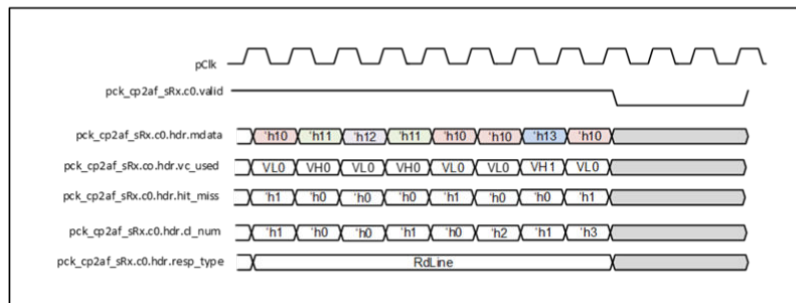 pClk
pck_cp2af_sRx.c0.valid
pck_cp2af_sRx.c0.hdr.mdata 'h10 'h11 'h12 'h11 'h10 'h10 'h13 'h10
pck_cp2af_sRx.co.hdr.vc_used VL0 VH0 VL0 VH0 VL0 VL0 VH1 VL0
pck_cp2af_sRx.c0.hdr.hit_miss 'h1 'h0 'h0 'h0 'h1 'h0 'h0 'h1
pck_cp2af_sRx.c0.hdr.cl_num 'h1 'h0 'h0 'h1 'h0 'h2 'h1 'h3
pck_cp2af_sRx.c0.hdr.resp_type RdLine